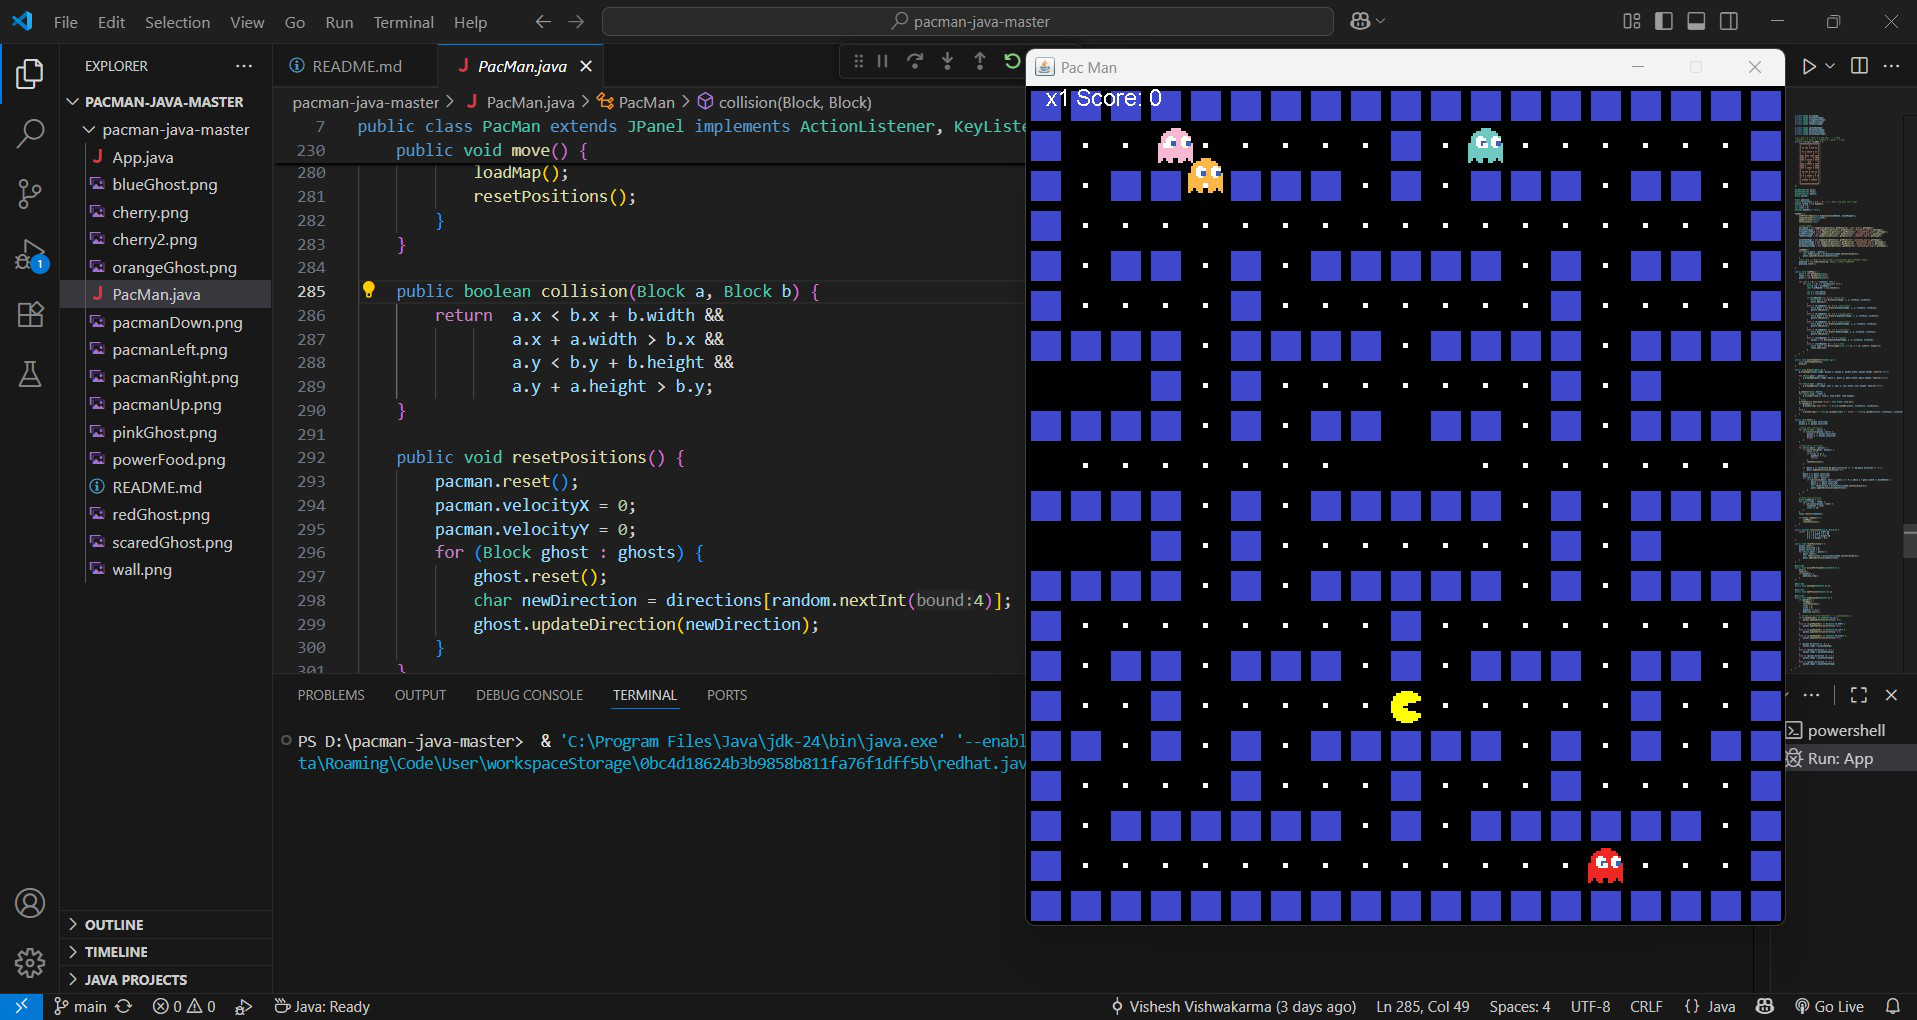 File Edit Selection View Go Run Terminal Help
pacman-java-master
EXPLORER
PACMAN-JAVA-MASTER
pacman-java-master
App.java
blueGhost.png
cherry.png
cherry2.png
orangeGhost.png
PacMan.java
pacmanDown.png
pacmanLeft.png
pacmanRight.png
pacmanUp.png
pinkGhost.png
powerFood.png
README.md
redGhost.png
scaredGhost.png
wall.png
OUTLINE
TIMELINE
JAVA PROJECTS
1
README.md
PacMan.java
pacman-java-master > PacMan.java > PacMan > collision(Block, Block)
7 public class PacMan extends JPanel implements ActionListener, KeyListe
230 public void move() {
280 loadMap();
281 resetPositions();
282 }
283 }
284
285 public boolean collision(Block a, Block b) {
286 return a.x < b.x + b.width &&
287 a.x + a.width > b.x &&
288 a.y < b.y + b.height &&
289 a.y + a.height > b.y;
290 }
291
292 public void resetPositions() {
293 pacman.reset();
294 pacman.velocityX = 0;
295 pacman.velocityY = 0;
296 for (Block ghost : ghosts) {
297 ghost.reset();
298 char newDirection = directions[random.nextInt(bound:4)];
299 ghost.updateDirection(newDirection);
300 }
301 }
PROBLEMS OUTPUT DEBUG CONSOLE TERMINAL PORTS
PS D:\pacman-java-master> & 'C:\Program Files\Java\jdk-24\bin\java.exe' '--enabl
ta\Roaming\Code\User\workspaceStorage\0bc4d18624b3b9858b811fa76f1dff5b\redhat.jav
powershell
Run: App
Pac Man
x1 Score: 0
main 0 0 Java: Ready
Vishesh Vishwakarma (3 days ago) Ln 285, Col 49 Spaces: 4 UTF-8 CRLF {} Java Go Live